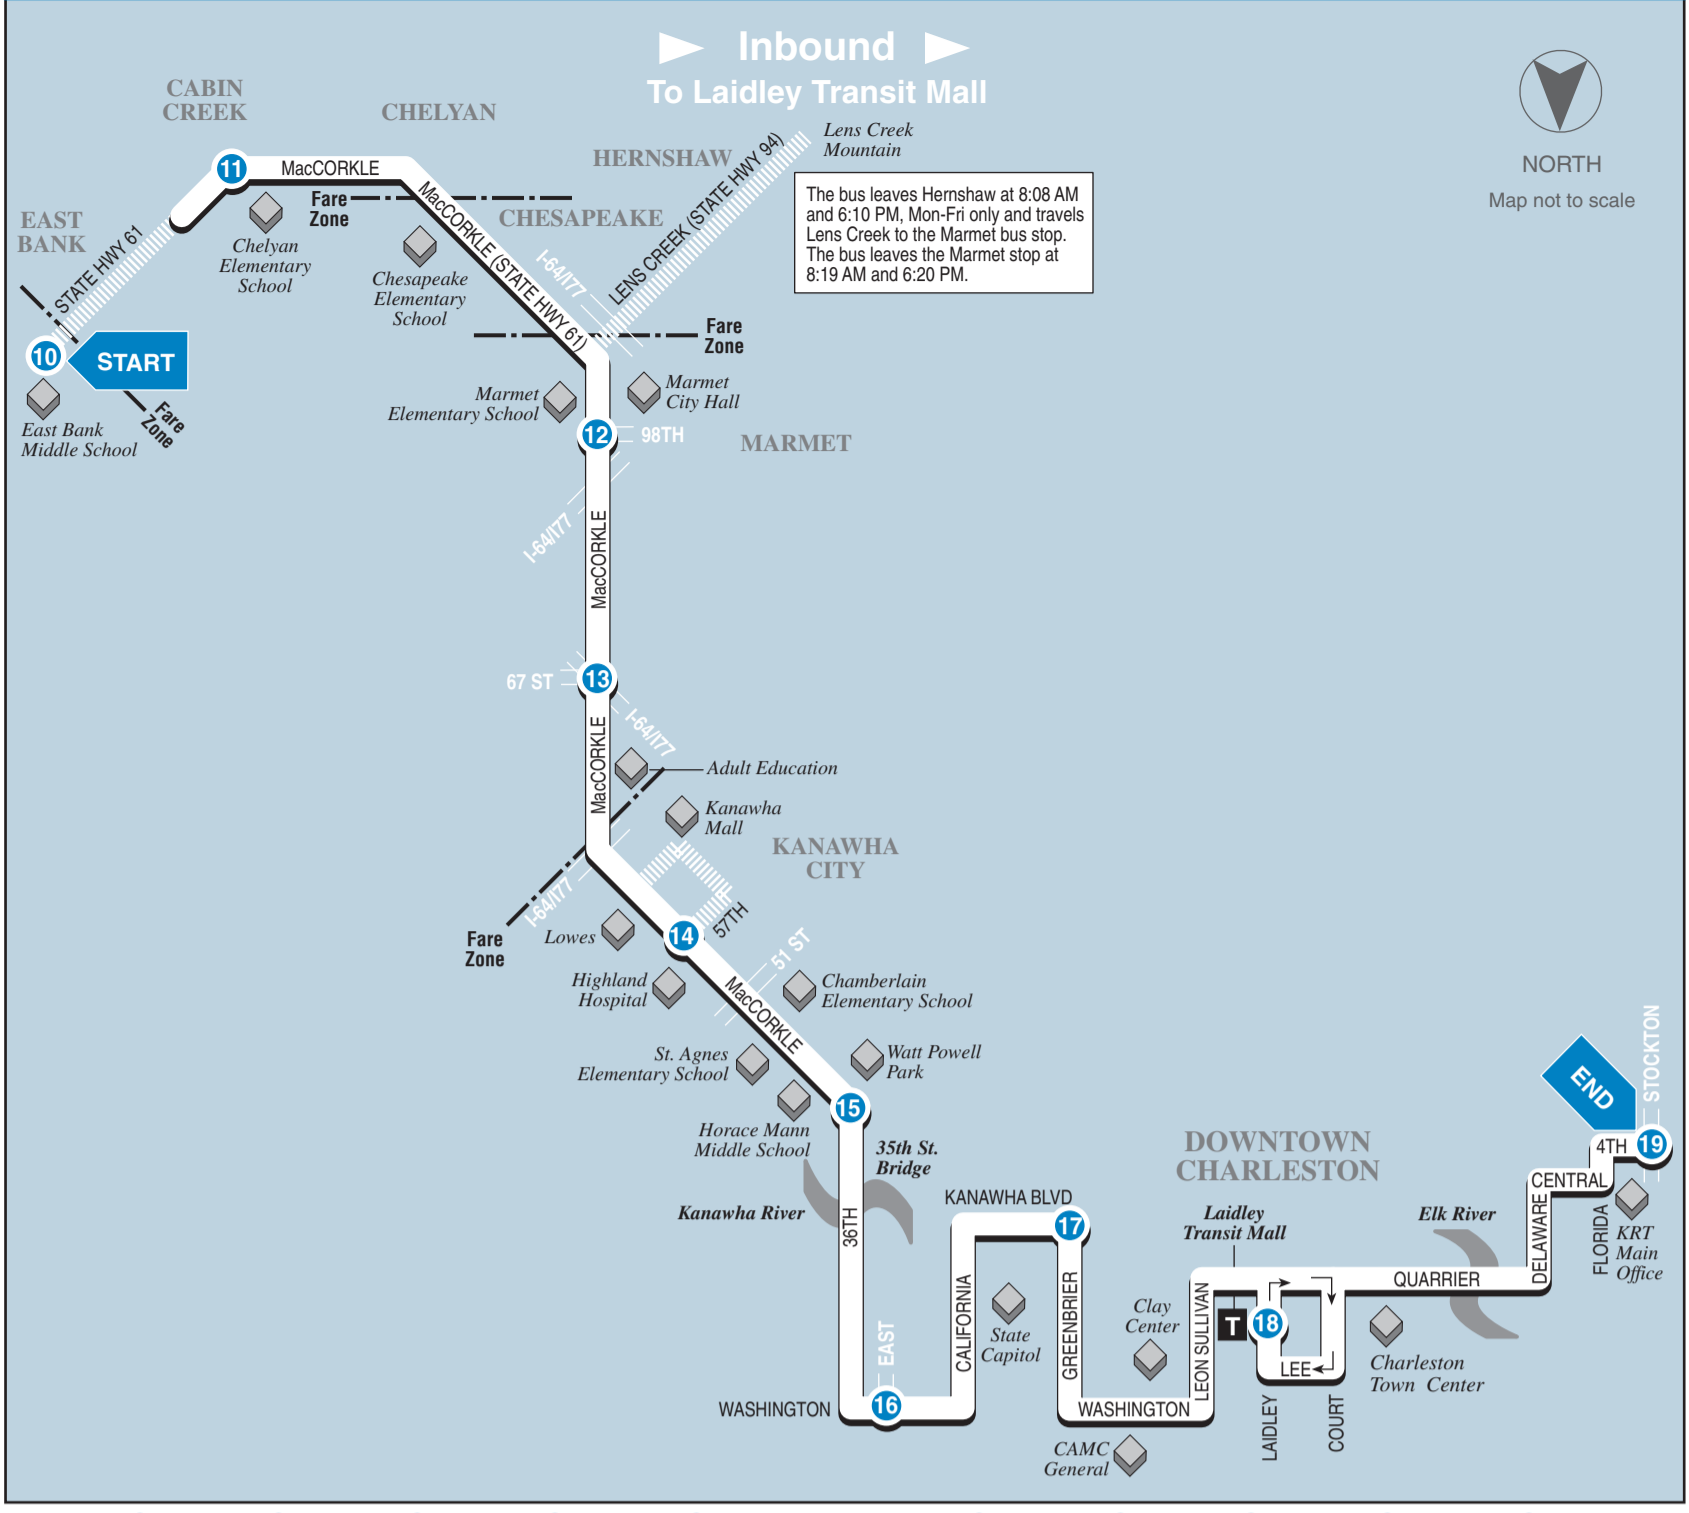 Inbound
To Laidley Transit Mall
CABIN
CREEK
CHELYAN
HERNSHAW
Lens Creek
Mountain
NORTH
Map not to scale
11
MacCORKLE
Fare
Zone
MacCORKLE (STATE HWY 61)
CHESAPEAKE
LENS CREEK (STATE HWY 94)
The bus leaves Hernshaw at 8:08 AM
and 6:10 PM, Mon-Fri only and travels
Lens Creek to the Marmet bus stop.
The bus leaves the Marmet stop at
8:19 AM and 6:20 PM.
EAST
BANK
STATE HWY 61
Chelyan
Elementary
School
Chesapeake
Elementary
School
I-64/I77
Fare
Zone
10
START
Fare
Zone
East Bank
Middle School
Marmet
Elementary School
Marmet
City Hall
12
98TH
MARMET
I-64/I77
MacCORKLE
67 ST
13
I-64/I77
MacCORKLE
Adult Education
Kanawha
Mall
KANAWHA
CITY
I-64/I77
57TH
Fare
Zone
Lowes
14
51 ST
Highland
Hospital
MacCORKLE
Chamberlain
Elementary School
St. Agnes
Elementary School
Watt Powell
Park
15
Horace Mann
Middle School
35th St.
Bridge
Kanawha River
36TH
KANAWHA BLVD
17
DOWNTOWN
CHARLESTON
END
STOCKTON
4TH
19
CENTRAL
Laidley
Transit Mall
Elk River
DELAWARE
FLORIDA
KRT
Main
Office
QUARRIER
CALIFORNIA
State
Capitol
GREENBRIER
Clay
Center
LEON SULLIVAN
T
18
LEE
Charleston
Town Center
EAST
WASHINGTON
16
WASHINGTON
LAIDLEY
COURT
CAMC
General